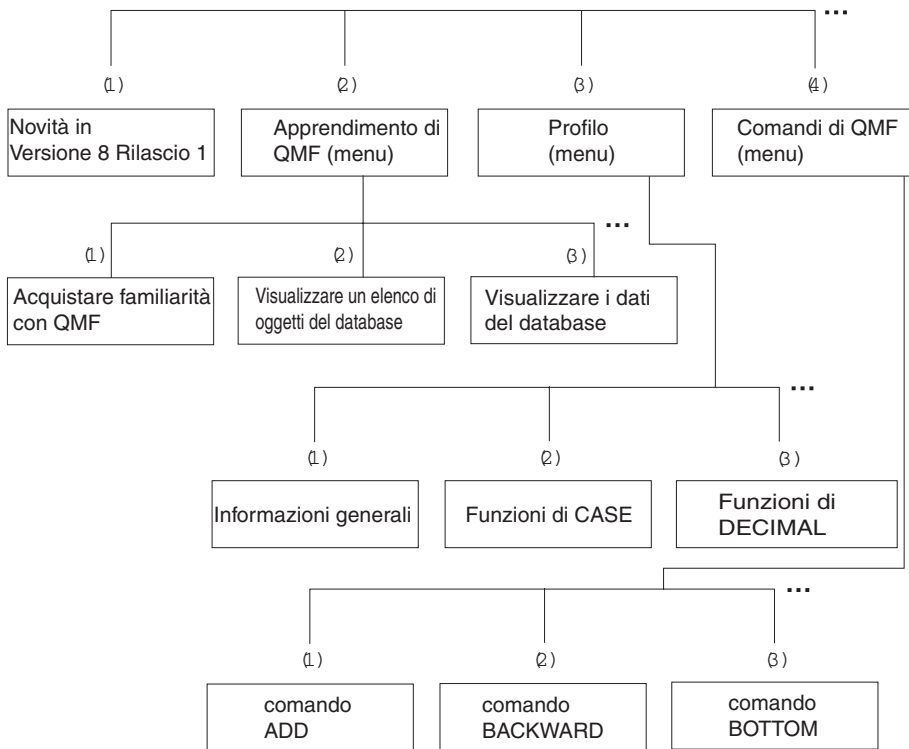 ...
(1) (2) (3) (4)
Novità in
Versione 8 Rilascio 1
Apprendimento di
QMF (menu)
Profilo
(menu)
Comandi di QMF
(menu)
...
(1) (2) (3)
Acquistare familiarità
con QMF
Visualizzare un elenco di
oggetti del database
Visualizzare i dati
del database
...
(1) (2) (3)
Informazioni generali
Funzioni di CASE
Funzioni di
DECIMAL
...
(1) (2) (3)
comando
ADD
comando
BACKWARD
comando
BOTTOM